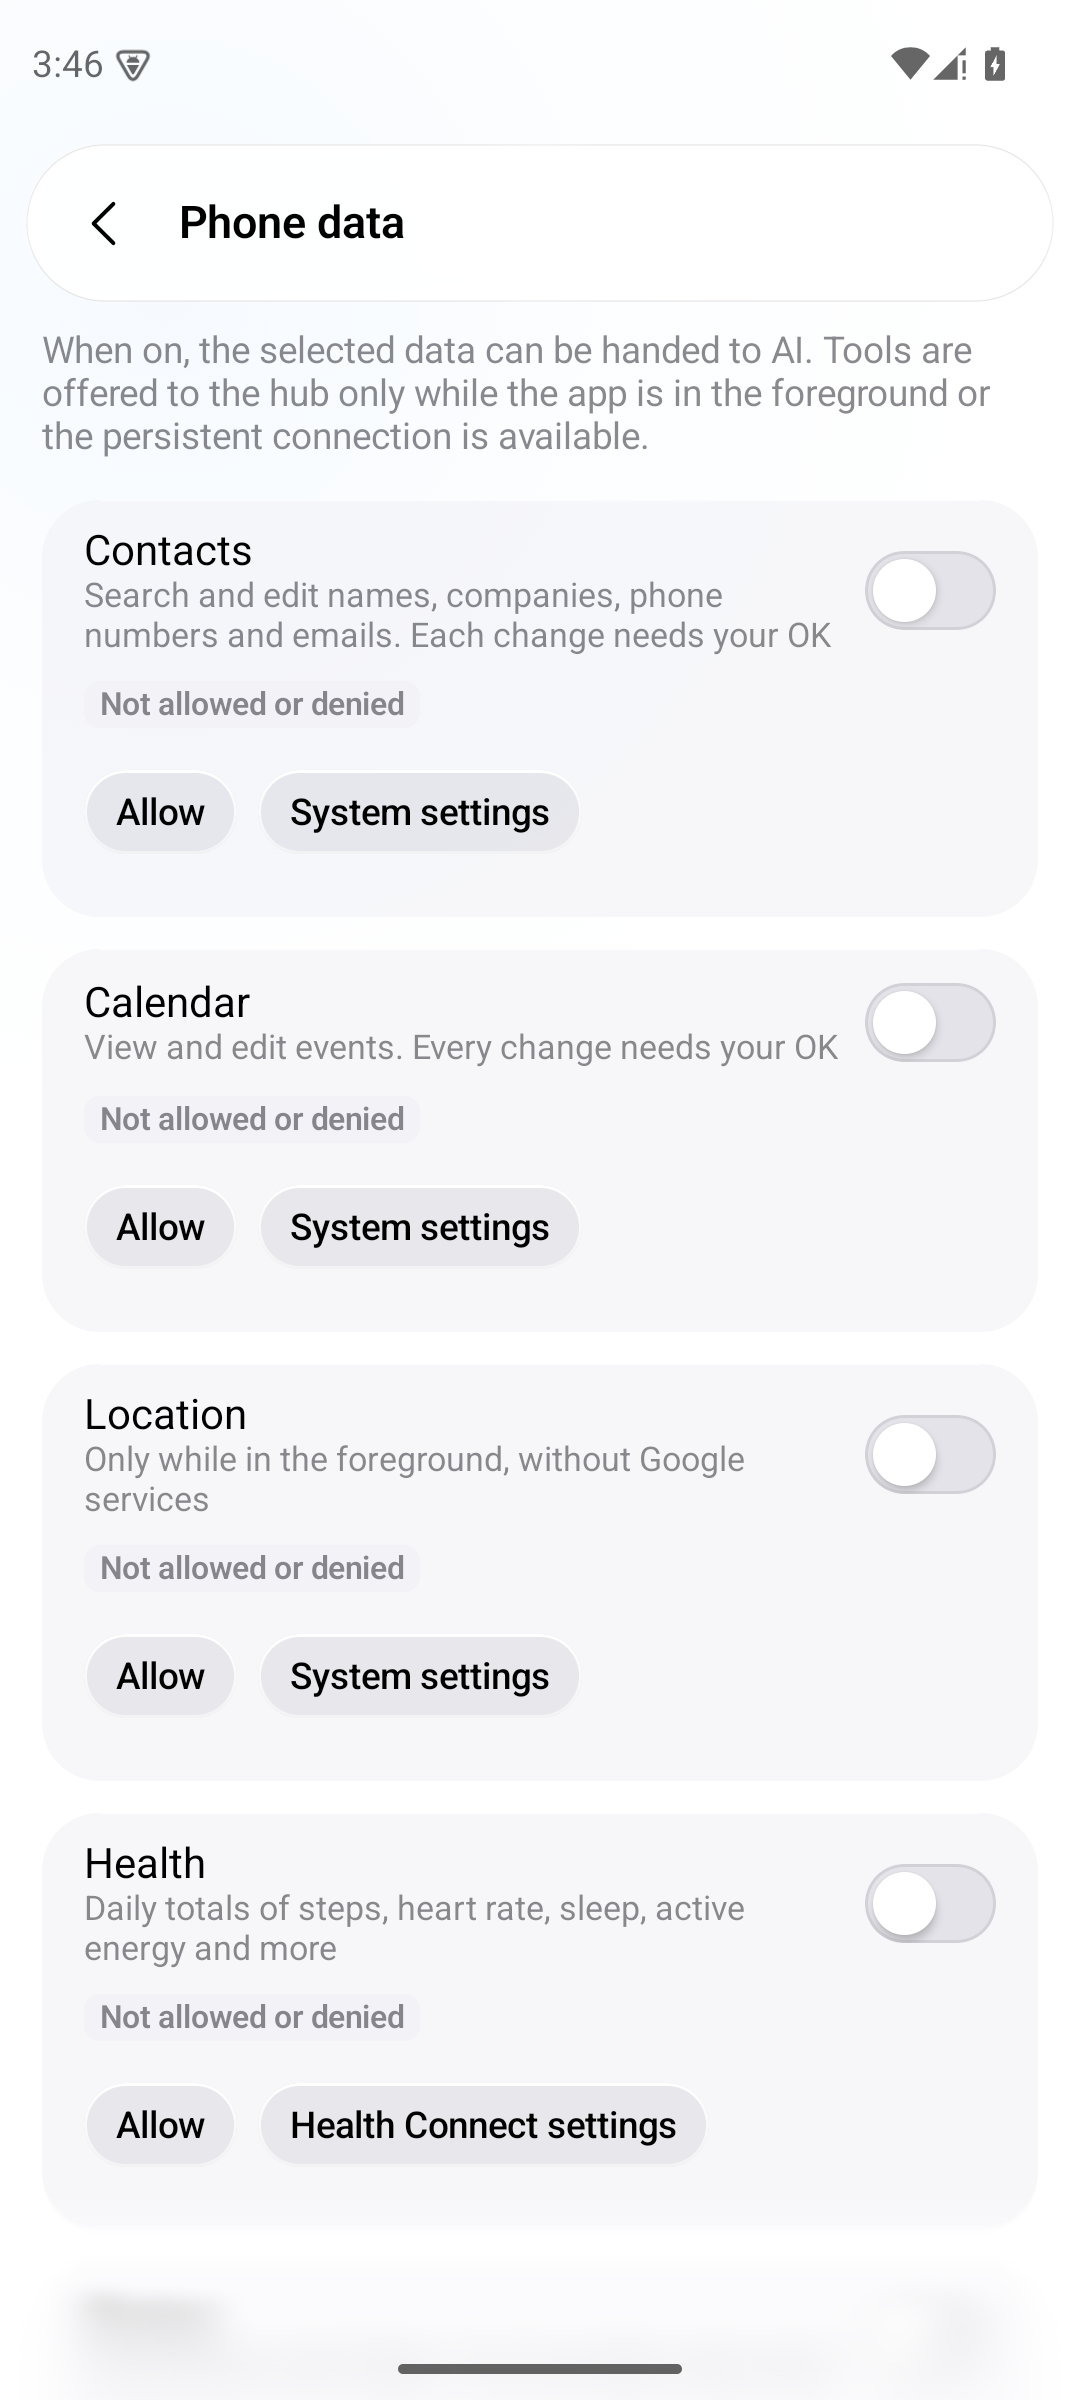 3:46
Phone data
When on, the selected data can be handed to AI. Tools are
offered to the hub only while the app is in the foreground or
the persistent connection is available.
Contacts
Search and edit names, companies, phone
numbers and emails. Each change needs your OK
Not allowed or denied
Allow
System settings
Calendar
View and edit events. Every change needs your OK
Not allowed or denied
Allow
System settings
Location
Only while in the foreground, without Google
services
Not allowed or denied
Allow
System settings
Health
Daily totals of steps, heart rate, sleep, active
energy and more
Not allowed or denied
Allow
Health Connect settings